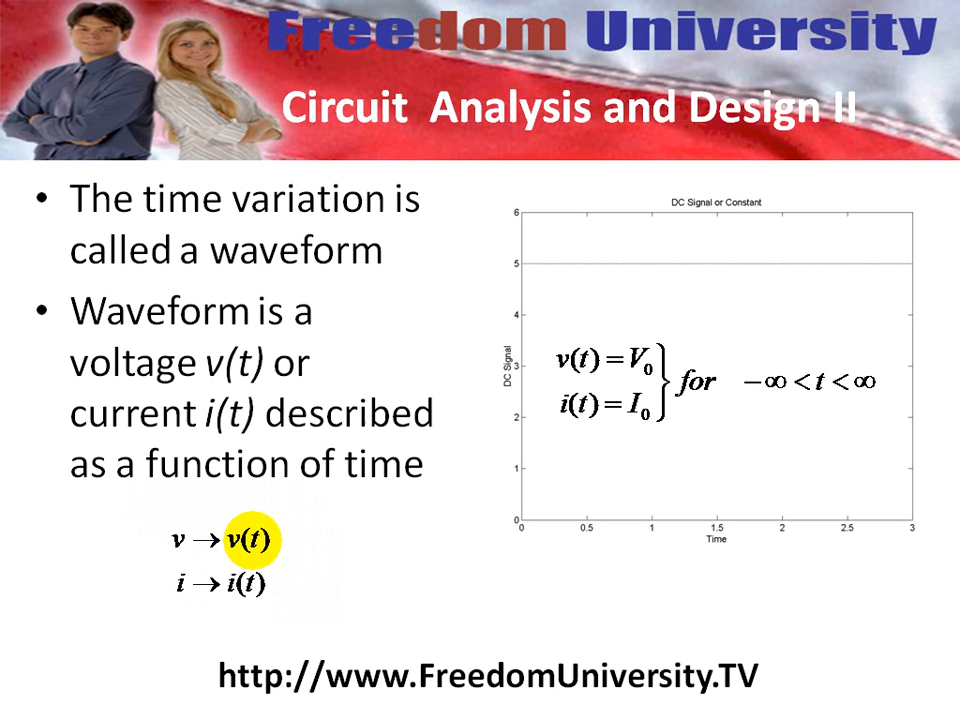 Freedom University
Circuit Analysis and Design II
• The time variation is
called a waveform
• Waveform is a
voltage v(t) or
current i(t) described
as a function of time
v → v(t)
i → i(t)
DC Signal or Constant
6
5
4
3
2
1
0
DC Signal
v(t) = V₀
i(t) = I₀
} for −∞ < t < ∞
0 0.5 1 1.5 2 2.5 3
Time
http://www.FreedomUniversity.TV